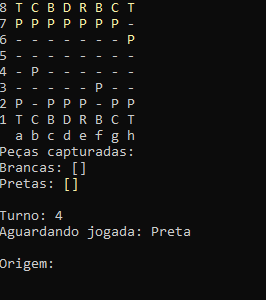 8 T C B D R B C T
7 P P P P P P P -
6 - - - - - - - P
5 - - - - - - - -
4 - P - - - - - -
3 - - - - - P - -
2 P - P P P - P P
1 T C B D R B C T
  a b c d e f g h
Peças capturadas:
Brancas: []
Pretas: []

Turno: 4
Aguardando jogada: Preta

Origem: